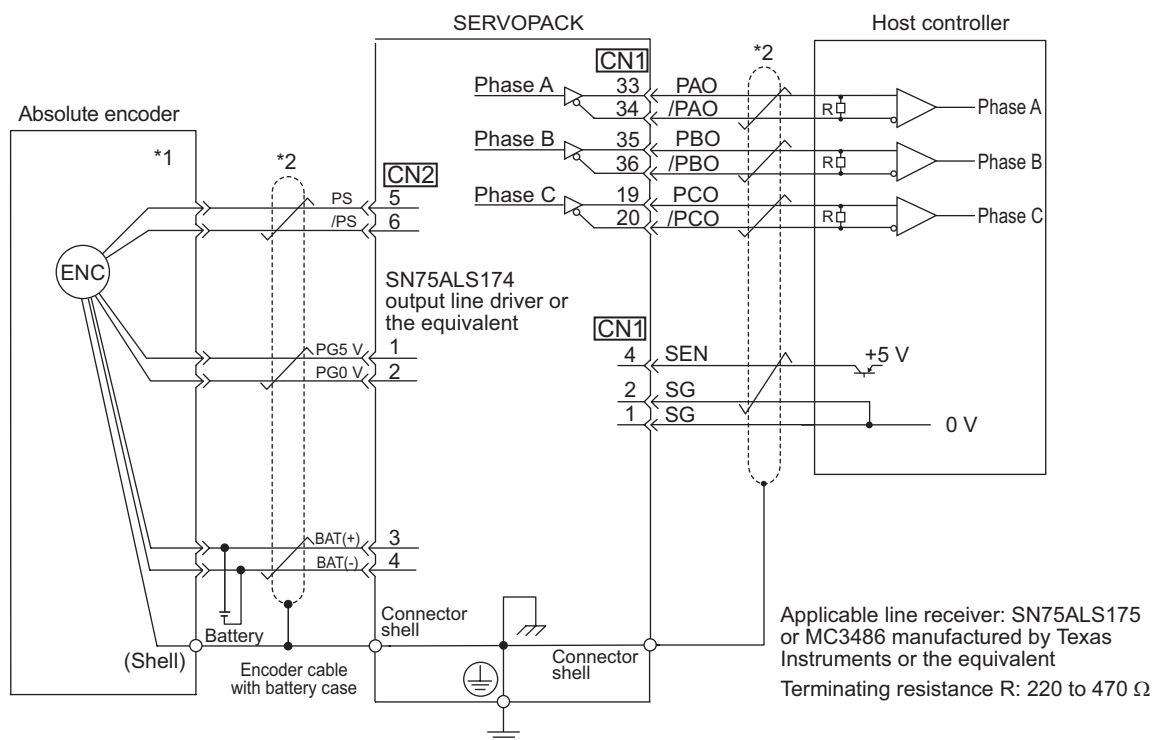 SERVOPACK
Host controller
Absolute encoder
*1
*2
CN2
PS 5
/PS 6
ENC
SN75ALS174
output line driver or
the equivalent
PG5 V 1
PG0 V 2
BAT(+) 3
BAT(-) 4
Battery
(Shell)
Encoder cable
with battery case
Connector
shell
Connector
shell
CN1
*2
Phase A 33 PAO
34 /PAO
R
Phase A
Phase B 35 PBO
36 /PBO
R
Phase B
Phase C 19 PCO
20 /PCO
R
Phase C
CN1
4 SEN
+5 V
2 SG
1 SG
0 V
Applicable line receiver: SN75ALS175
or MC3486 manufactured by Texas
Instruments or the equivalent
Terminating resistance R: 220 to 470 Ω